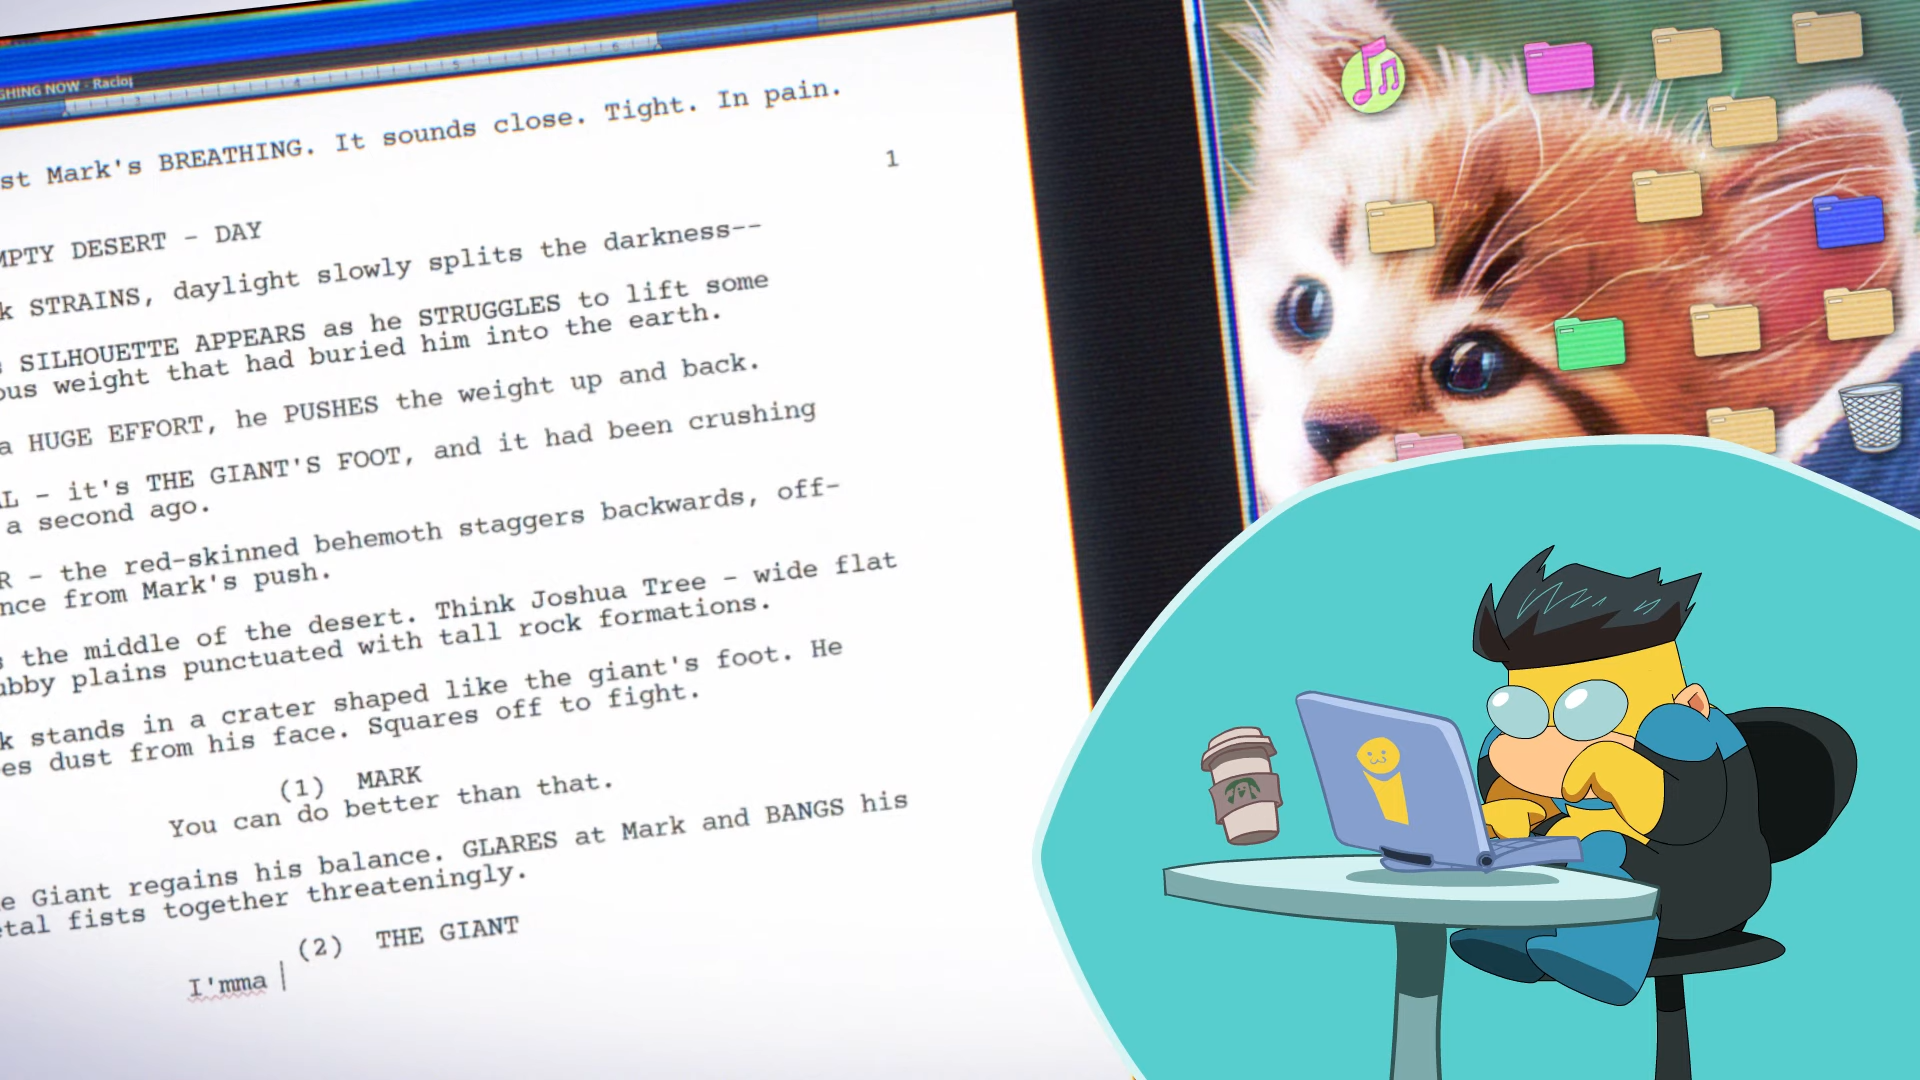 GHING NOW - Racioļ
st Mark's BREATHING. It sounds close. Tight. In pain.
1
MPTY DESERT - DAY
k STRAINS, daylight slowly splits the darkness--
s SILHOUETTE APPEARS as he STRUGGLES to lift some
ous weight that had buried him into the earth.
a HUGE EFFORT, he PUSHES the weight up and back.
AL - it's THE GIANT'S FOOT, and it had been crushing
a second ago.
R - the red-skinned behemoth staggers backwards, off-
nce from Mark's push.
s the middle of the desert. Think Joshua Tree - wide flat
ubby plains punctuated with tall rock formations.
k stands in a crater shaped like the giant's foot. He
es dust from his face. Squares off to fight.
(1) MARK
You can do better than that.
e Giant regains his balance. GLARES at Mark and BANGS his
etal fists together threateningly.
(2) THE GIANT
I'mma